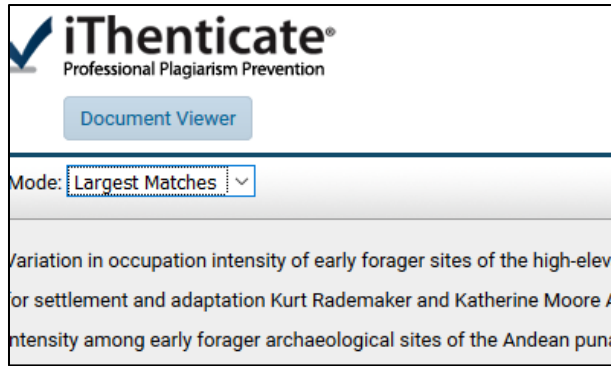 iThenticate®
Professional Plagiarism Prevention
Document Viewer
Mode: Largest Matches
Variation in occupation intensity of early forager sites of the high-elev
for settlement and adaptation Kurt Rademaker and Katherine Moore A
ntensity among early forager archaeological sites of the Andean puna